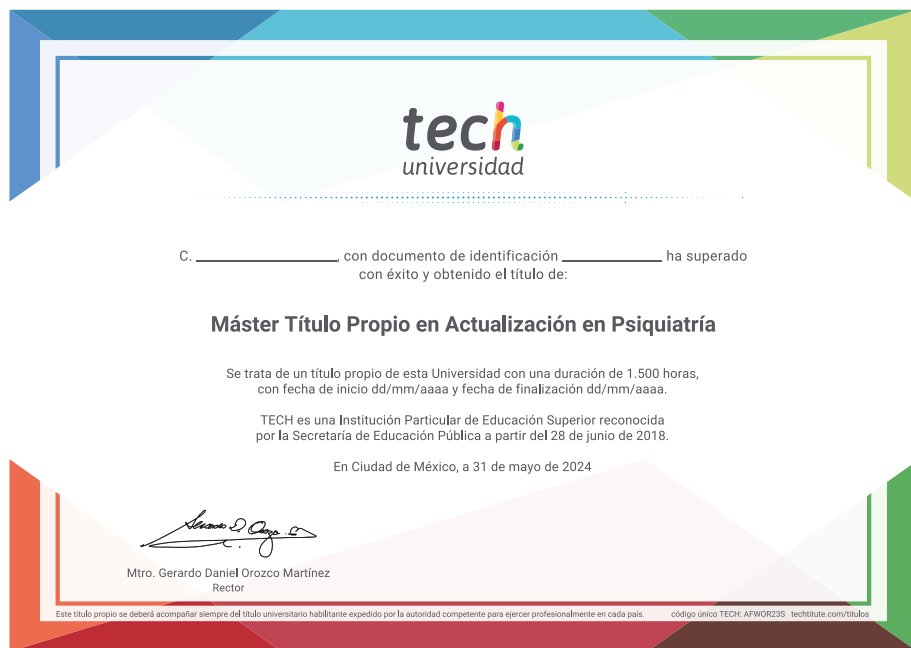 tech
universidad
C. ____________________, con documento de identificación ______________ ha superado
con éxito y obtenido el título de:
Máster Título Propio en Actualización en Psiquiatría
Se trata de un título propio de esta Universidad con una duración de 1.500 horas,
con fecha de inicio dd/mm/aaaa y fecha de finalización dd/mm/aaaa.
TECH es una Institución Particular de Educación Superior reconocida
por la Secretaría de Educación Pública a partir del 28 de junio de 2018.
En Ciudad de México, a 31 de mayo de 2024
Mtro. Gerardo Daniel Orozco Martínez
Rector
Este título propio se deberá acompañar siempre del título universitario habilitante expedido por la autoridad competente para ejercer profesionalmente en cada país. código único TECH: AFWOR23S techtitute.com/titulos